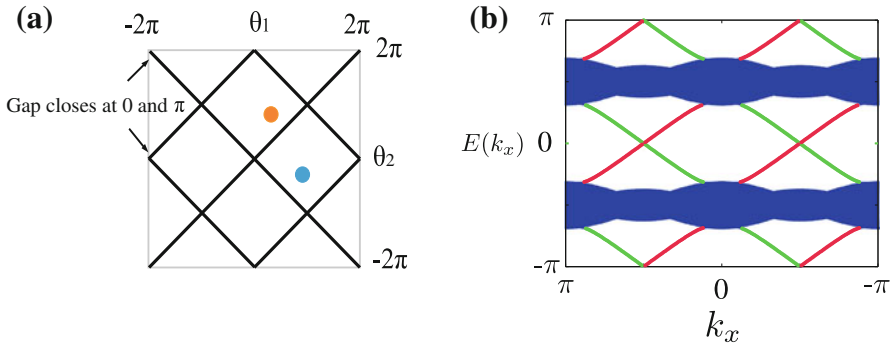 (a)
-2π θ1 2π
2π
Gap closes at 0 and π
θ2
-2π
(b)
π
E(kx) 0
-π
π 0 -π
kx